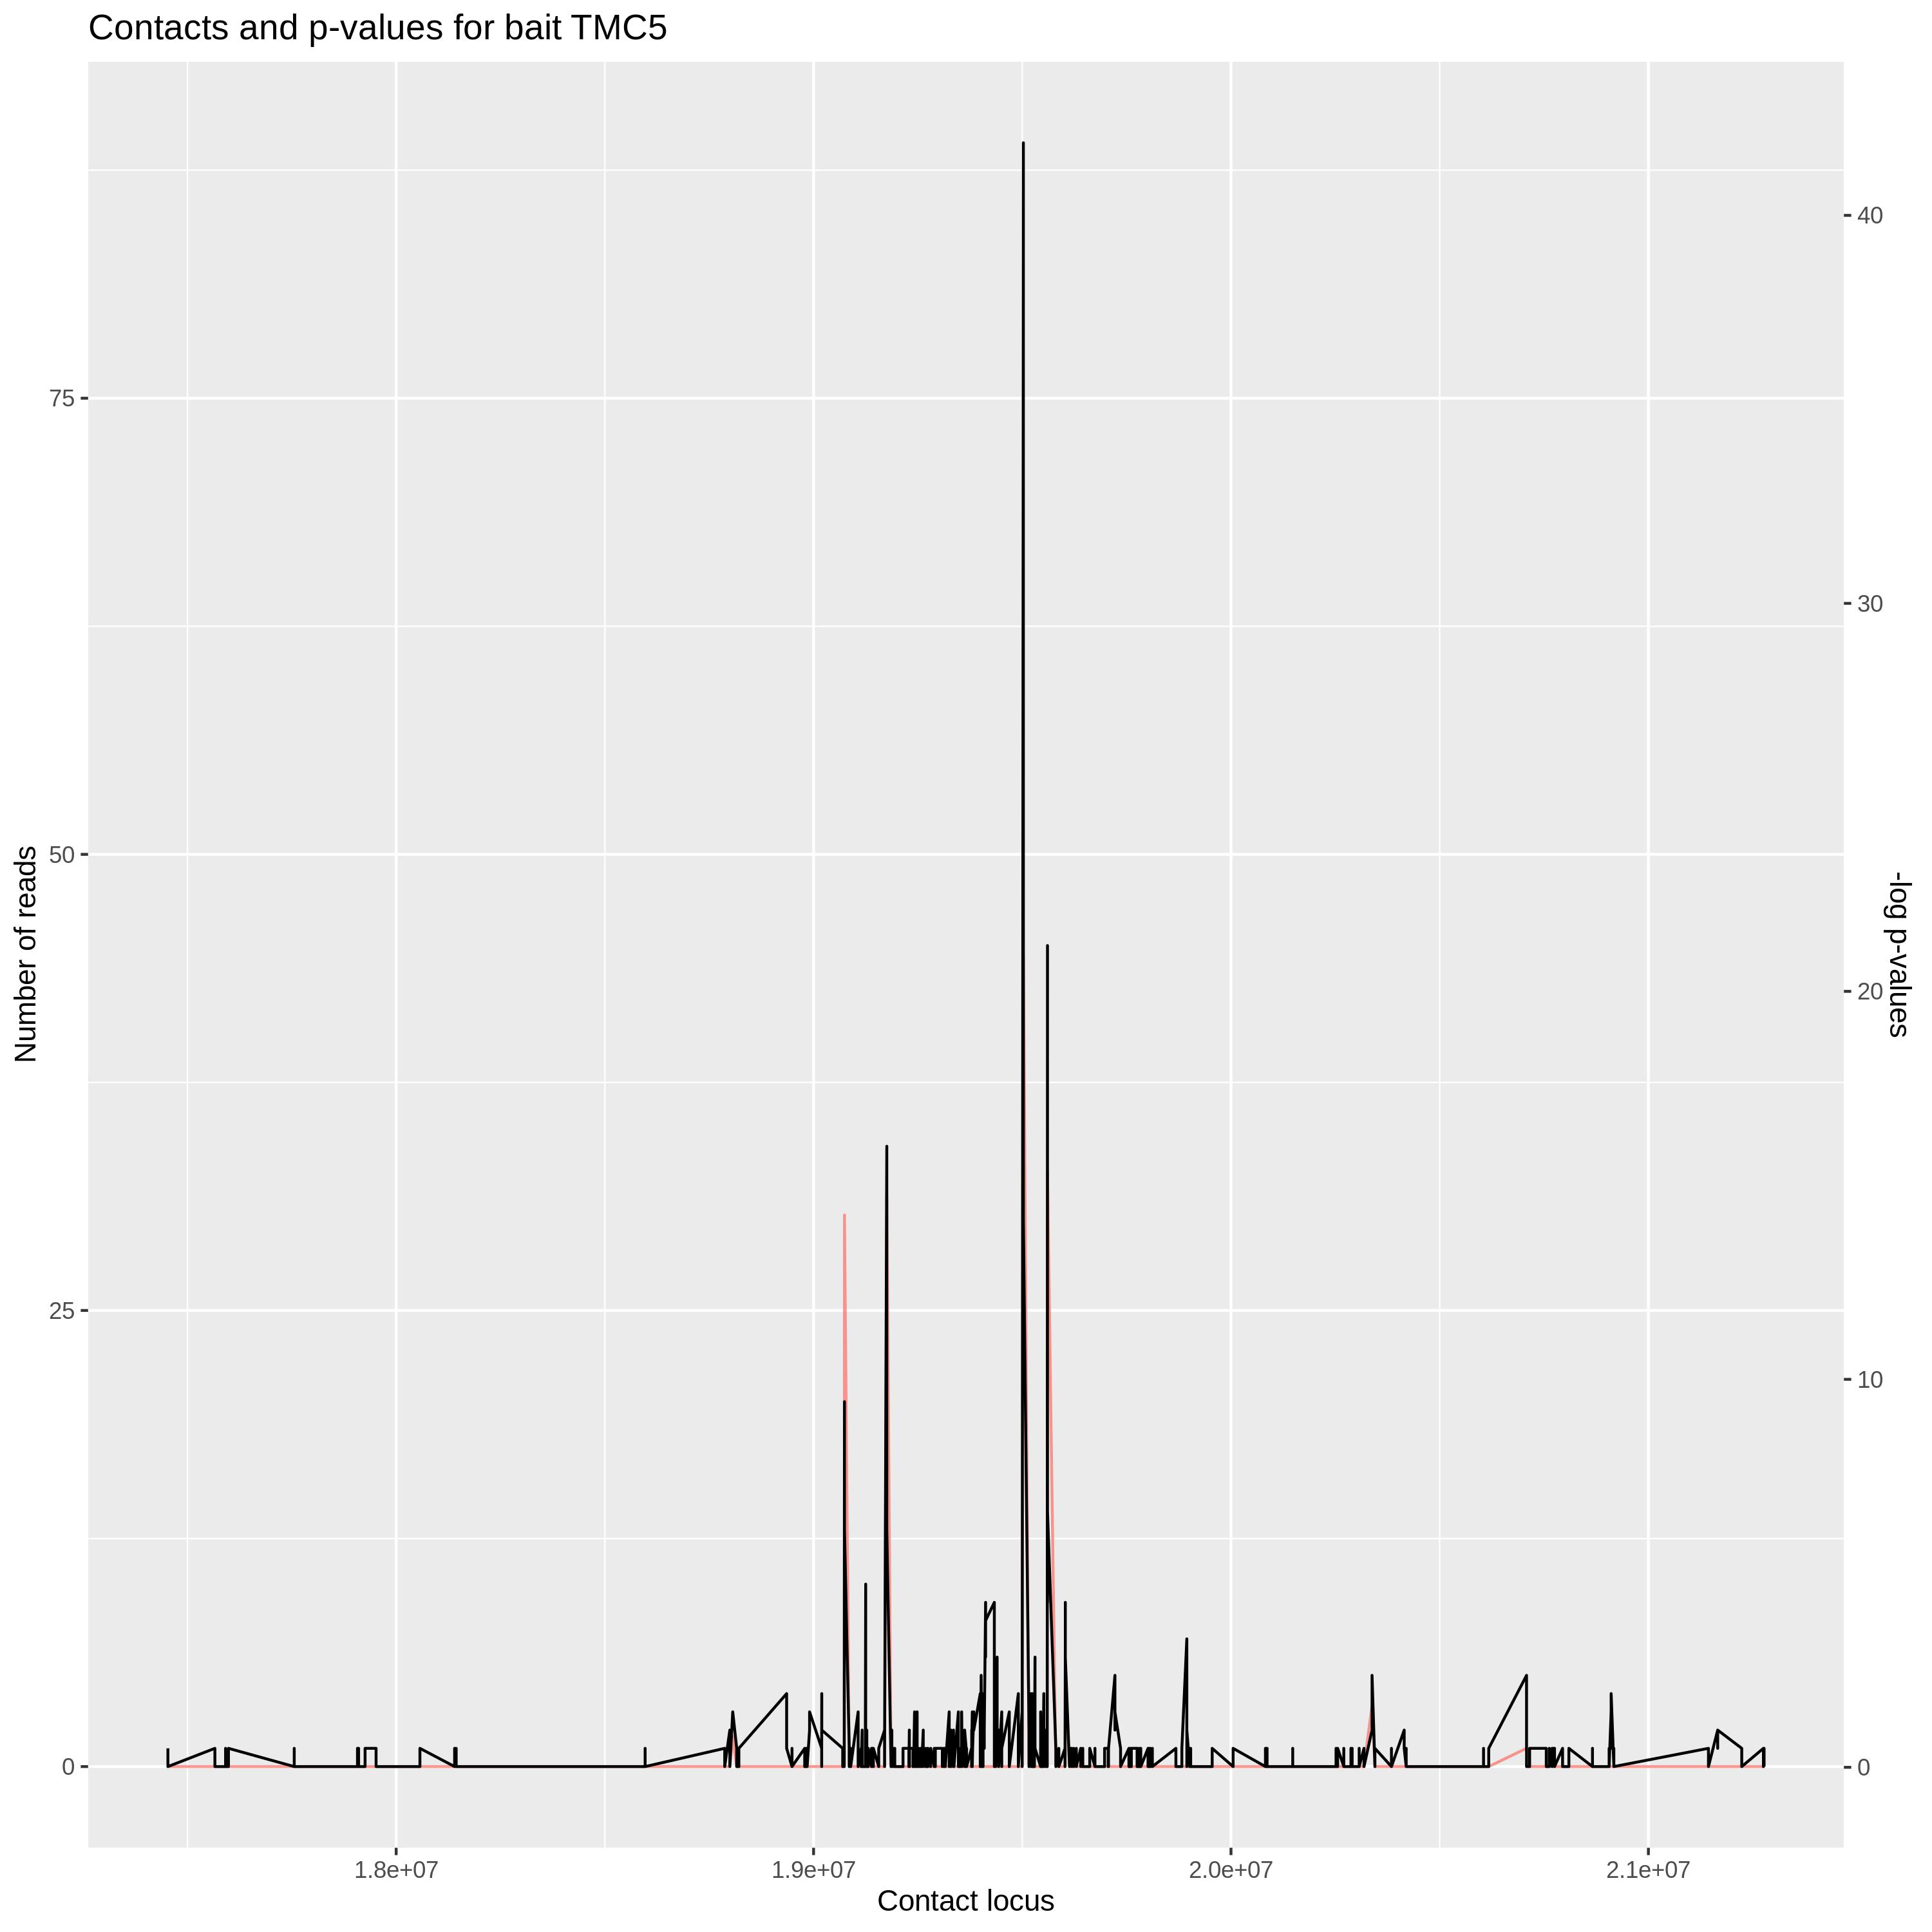 Contacts and p-values for bait TMC5
Number of reads
75
50
25
0
40
30
20
10
0
-log p-values
1.8e+07 1.9e+07 2.0e+07 2.1e+07
Contact locus